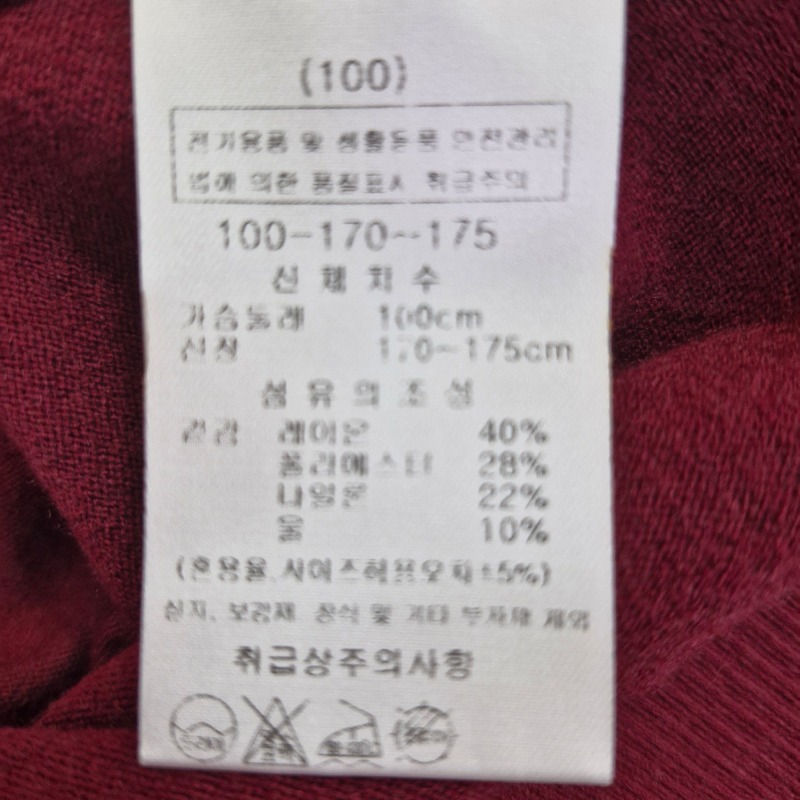 (100)
전기용품 및 생활용품 안전관리
법에 의한 품질표시 취급주의
100-170~175
신 체 치 수
가슴둘레 100cm
신장 170~175cm
섬 유 의 조 성
겉감 레이온 40%
폴리에스터 28%
나일론 22%
울 10%
(혼용율, 사이즈허용오차±5%)
심지, 보강재, 장식 및 기타 부자재 제외
취급상주의사항